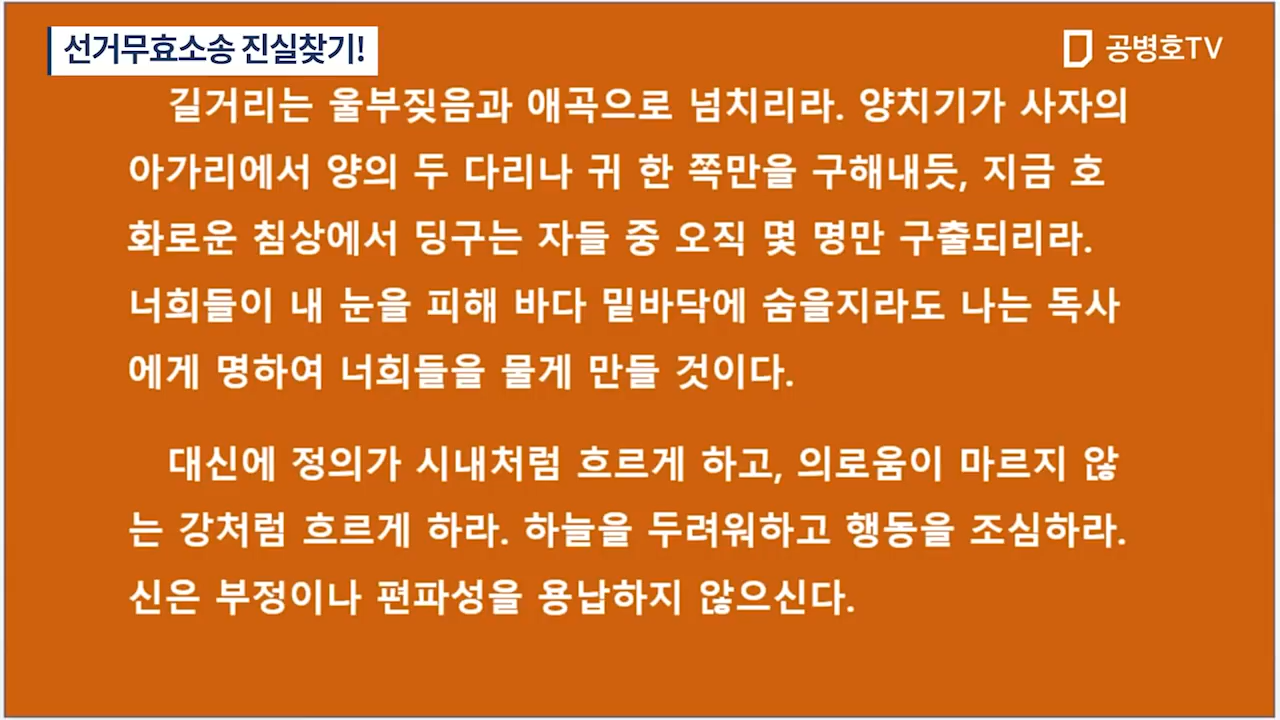 선거무효소송 진실찾기!
공병호TV
길거리는 울부짖음과 애곡으로 넘치리라. 양치기가 사자의
아가리에서 양의 두 다리나 귀 한 쪽만을 구해내듯, 지금 호
화로운 침상에서 딩구는 자들 중 오직 몇 명만 구출되리라.
너희들이 내 눈을 피해 바다 밑바닥에 숨을지라도 나는 독사
에게 명하여 너희들을 물게 만들 것이다.
대신에 정의가 시내처럼 흐르게 하고, 의로움이 마르지 않
는 강처럼 흐르게 하라. 하늘을 두려워하고 행동을 조심하라.
신은 부정이나 편파성을 용납하지 않으신다.